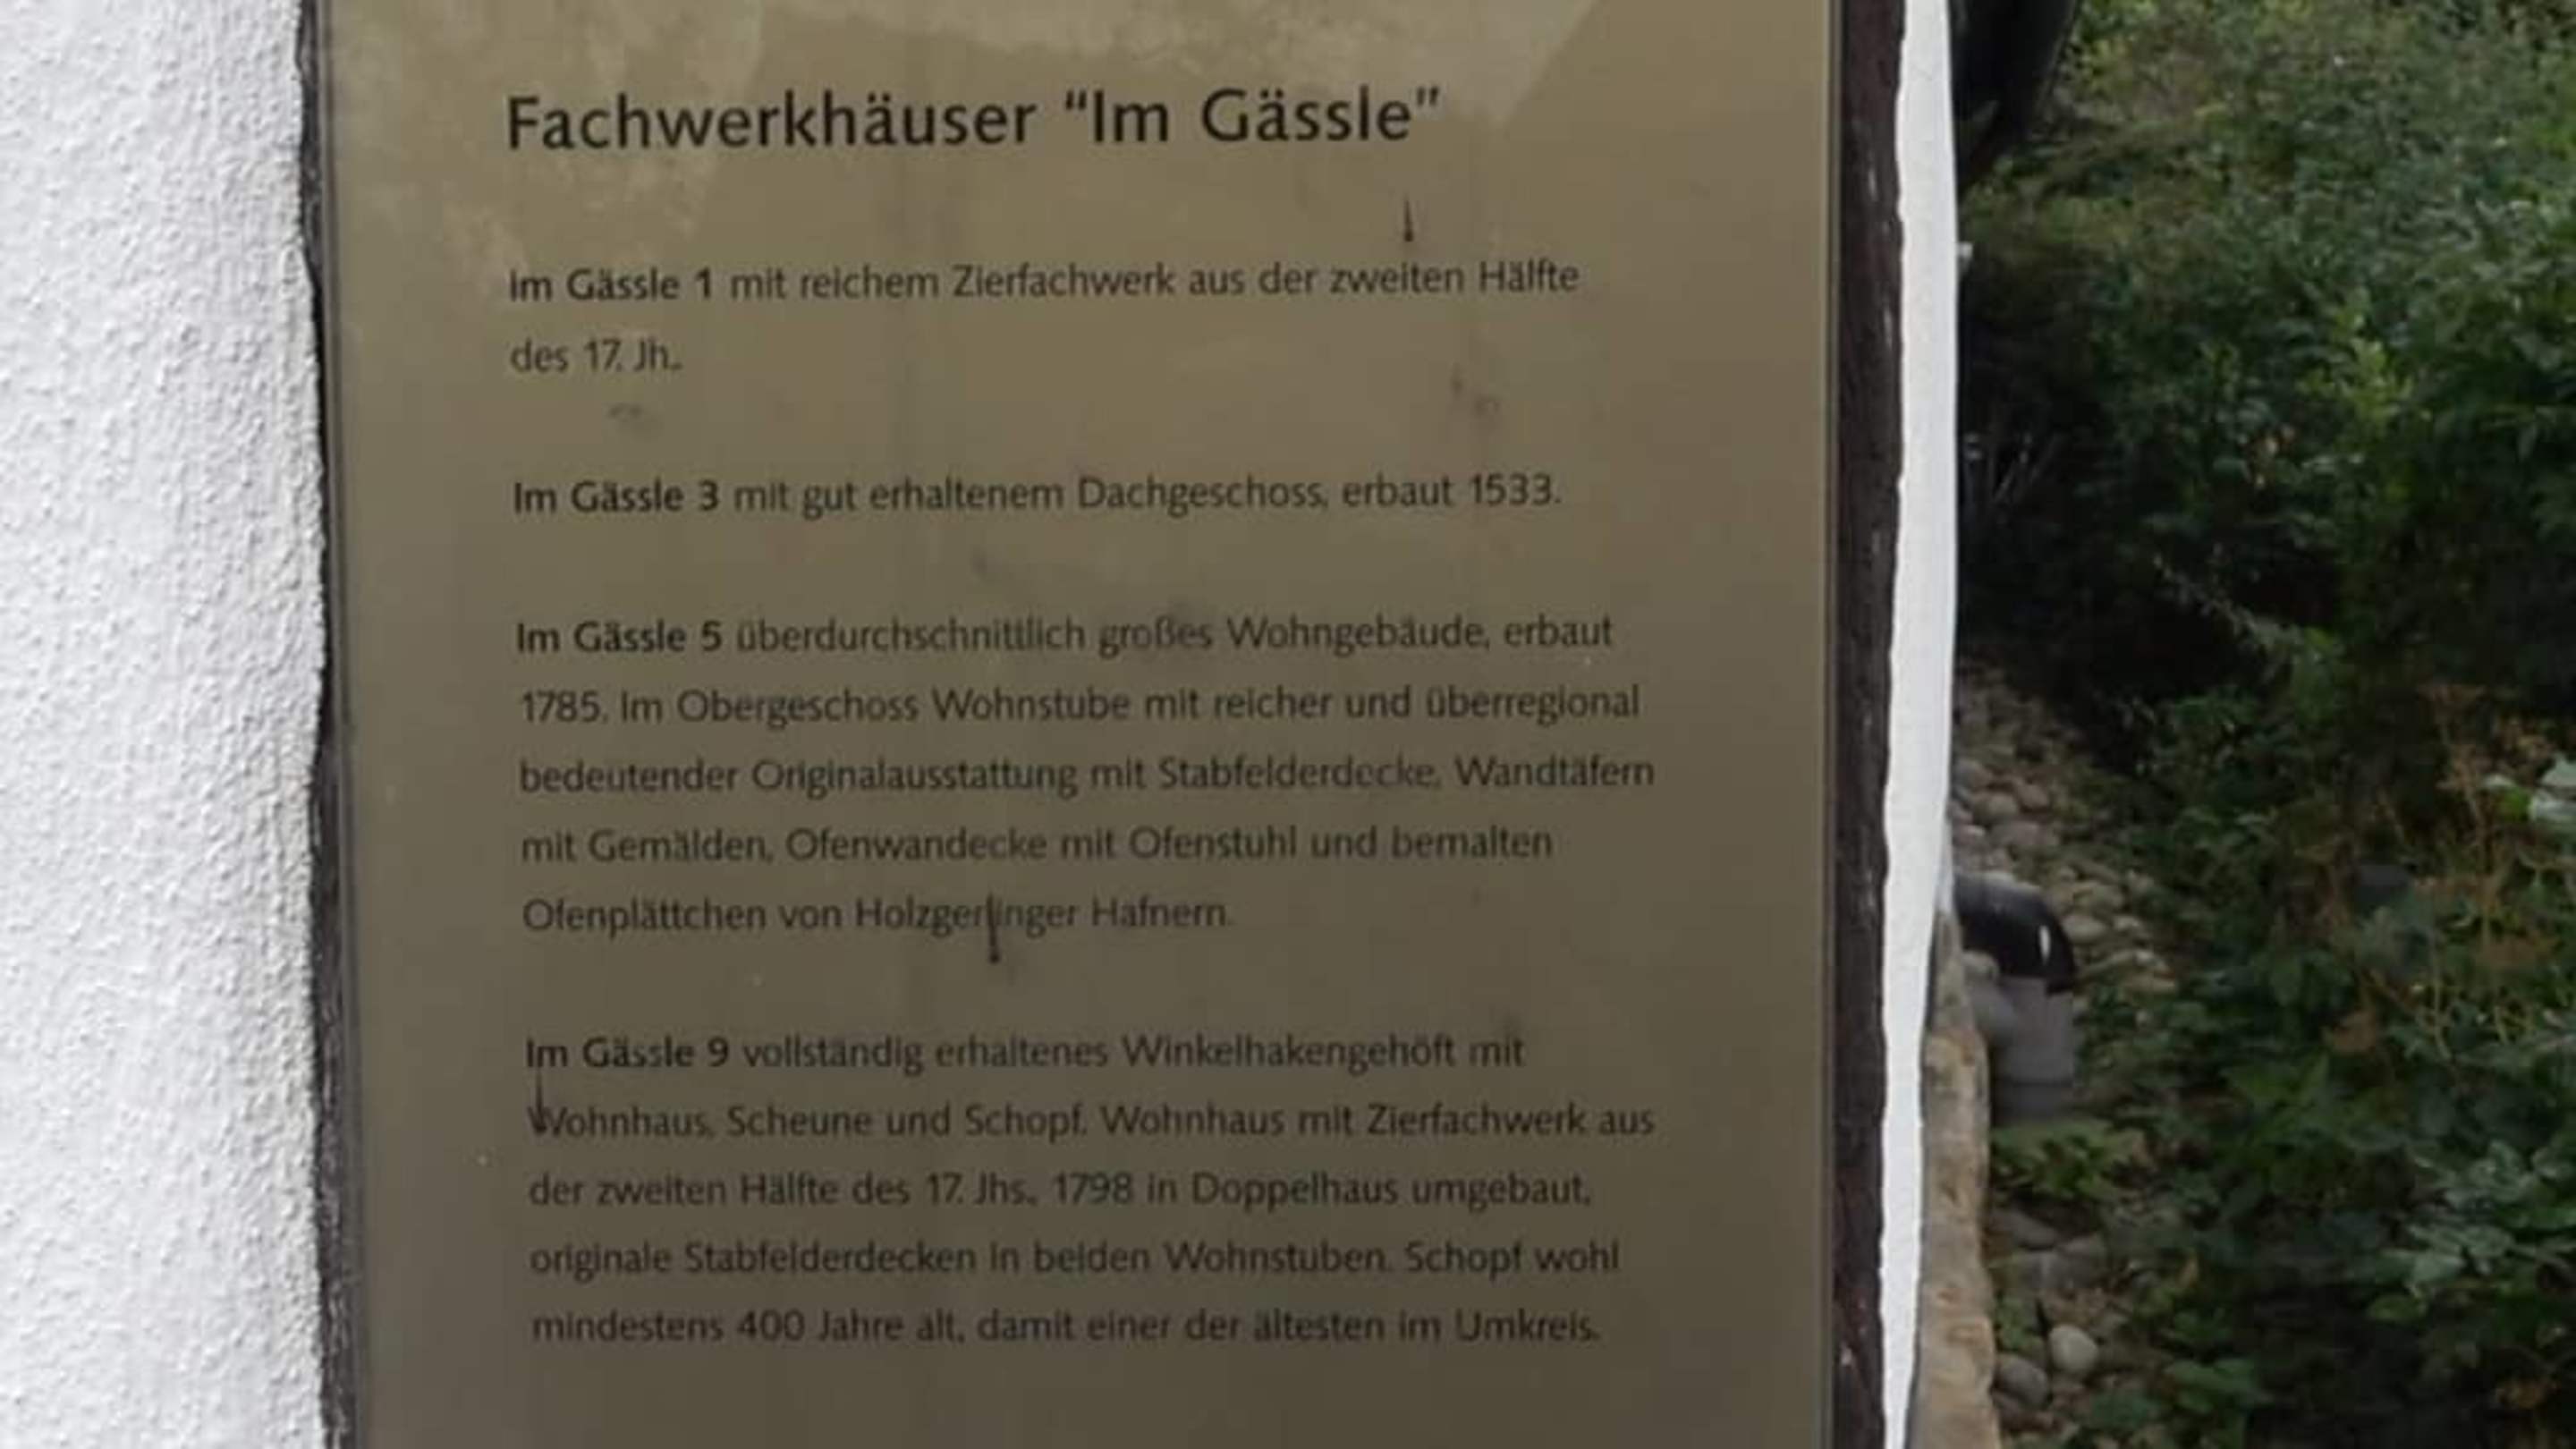 Fachwerkhäuser “Im Gässle”
Im Gässle 1 mit reichem Zierfachwerk aus der zweiten Hälfte
des 17. Jh..
Im Gässle 3 mit gut erhaltenem Dachgeschoss, erbaut 1533.
Im Gässle 5 überdurchschnittlich großes Wohngebäude, erbaut
1785. Im Obergeschoss Wohnstube mit reicher und überregional
bedeutender Originalausstattung mit Stabfelderdecke, Wandtäfern
mit Gemälden, Ofenwandecke mit Ofenstuhl und bemalten
Ofenplättchen von Holzgerlinger Hafnern.
Im Gässle 9 vollständig erhaltenes Winkelhakengehöft mit
Wohnhaus, Scheune und Schopf. Wohnhaus mit Zierfachwerk aus
der zweiten Hälfte des 17. Jhs., 1798 in Doppelhaus umgebaut,
originale Stabfelderdecken in beiden Wohnstuben. Schopf wohl
mindestens 400 Jahre alt, damit einer der ältesten im Umkreis.